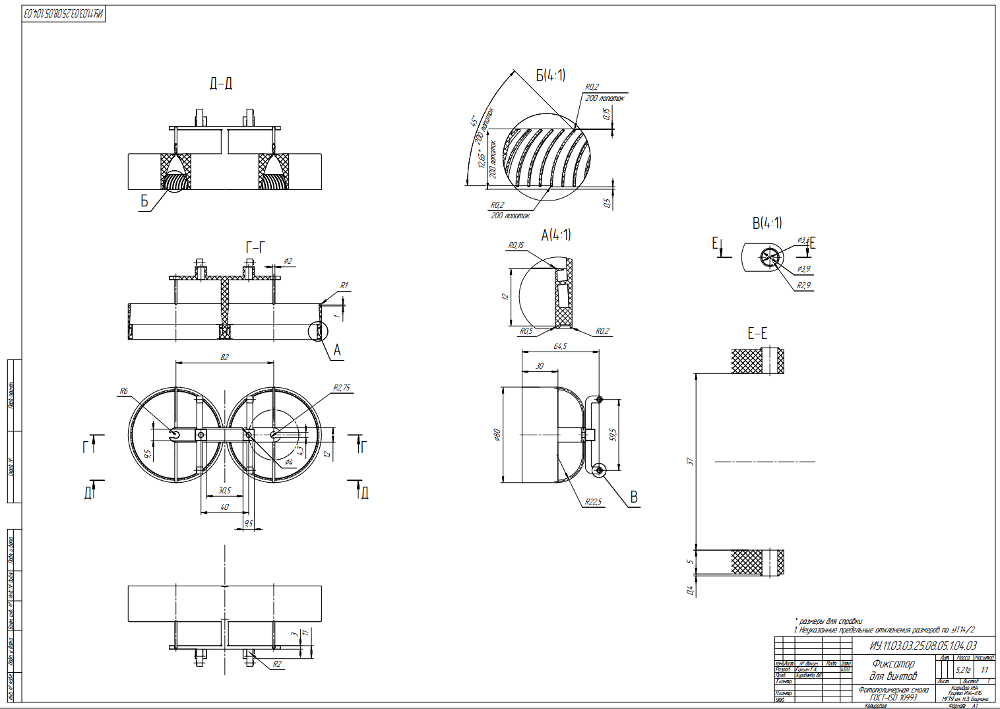 ИУ.11.03.03.25.08.05.1.04.03
Д-Д
Б
Б(4:1)
R0,2
200 лопаток
0,15
45°
200 лопаток
12,65*
200 лопаток
R0,2
200 лопаток
0,5
Г-Г
⌀2
R1
1
А
А(4:1)
R0,15
12
R0,5
R0,2
В(4:1)
Е
Е
⌀3,9
R2,9
Е-Е
37
5
0,4
82
R6
R2,75
Г
Г
9,5
4,3
12
⌀4
Д
Д
30,5
40
9,5
64,5
30
⌀80
59,5
R22,5
В
3
11
R2
Перв. примен.
Справ. №
Подп. и дата
Инв. № дубл.
Взам. инв. №
Подп. и дата
Инв. № подл.
* размеры для справки
1. Неуказанные предельные отклонения размеров по ±IT14/2
ИУ.11.03.03.25.08.05.1.04.03
Изм. Лист № докум. Подп. Дата
Разраб. Гущин Г.А.
Пров. Журавлева Л.В.
Т.контр.
Н.контр.
Утв.
Фиксатор
для винтов
Лит. Масса Масштаб
5,21г 1:1
Лист Листов 1
Фотополимерная смола
ГОСТ-ISO 10993
Кафедра ИУ4
Группа ИУ4-81Б
МГТУ им. Н.Э. Баумана
Копировал Формат А1